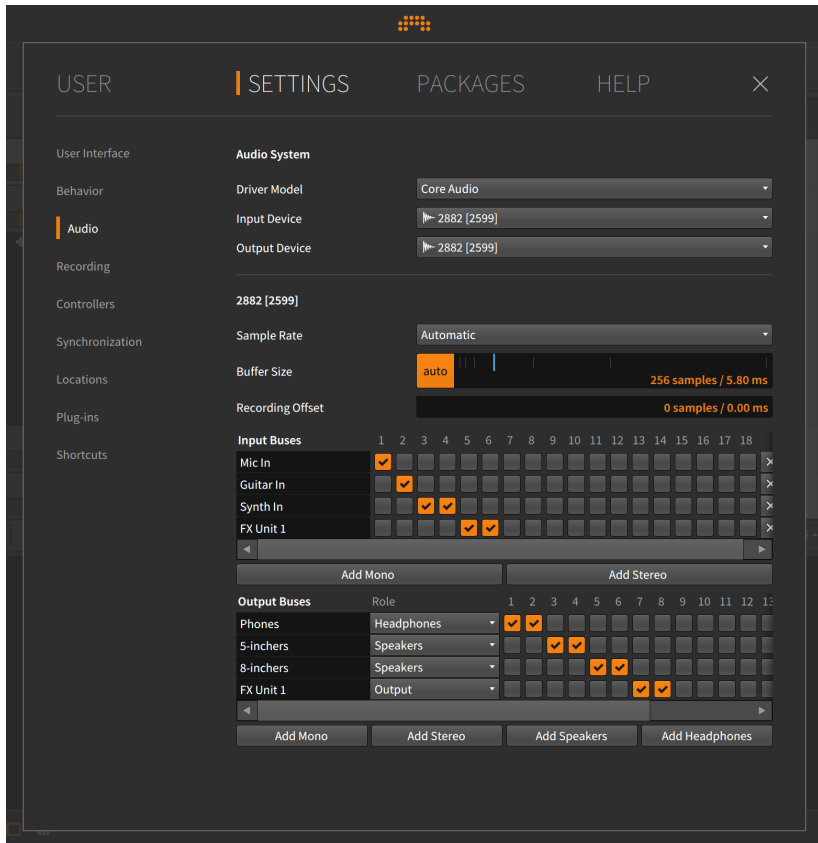 USER SETTINGS PACKAGES HELP
User Interface
Behavior
Audio
Recording
Controllers
Synchronization
Locations
Plug-ins
Shortcuts
Audio System
Driver Model Core Audio
Input Device 2882 [2599]
Output Device 2882 [2599]
2882 [2599]
Sample Rate Automatic
Buffer Size auto 256 samples / 5.80 ms
Recording Offset 0 samples / 0.00 ms
Input Buses 1 2 3 4 5 6 7 8 9 10 11 12 13 14 15 16 17 18
Mic In
Guitar In
Synth In
FX Unit 1
Add Mono Add Stereo
Output Buses Role 1 2 3 4 5 6 7 8 9 10 11 12 13
Phones Headphones
5-inchers Speakers
8-inchers Speakers
FX Unit 1 Output
Add Mono Add Stereo Add Speakers Add Headphones